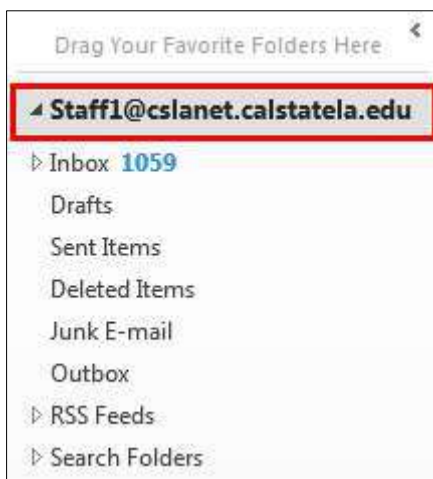 Drag Your Favorite Folders Here
Staff1@cslanet.calstatela.edu
Inbox 1059
Drafts
Sent Items
Deleted Items
Junk E-mail
Outbox
RSS Feeds
Search Folders